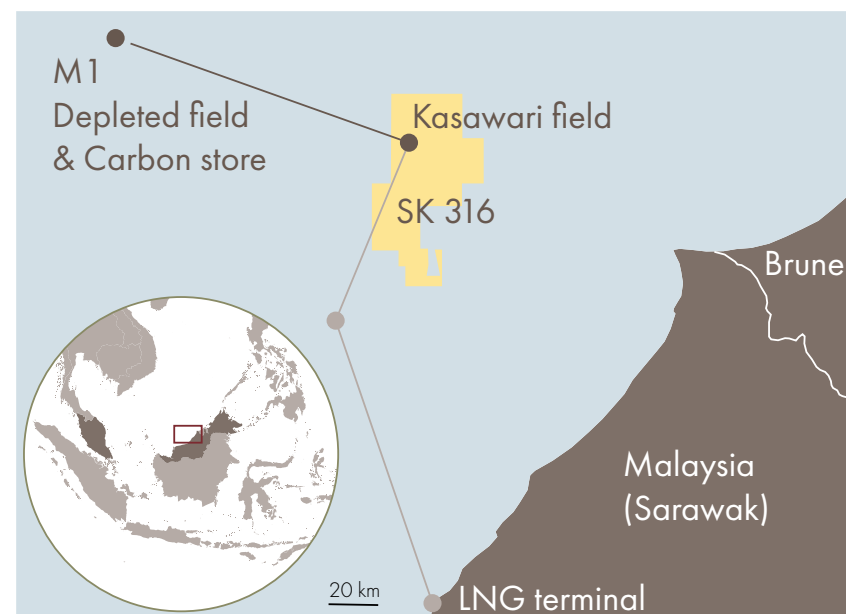 M1
Depleted field
& Carbon store
Kasawari field
SK 316
Brune
Malaysia
(Sarawak)
20 km
LNG terminal